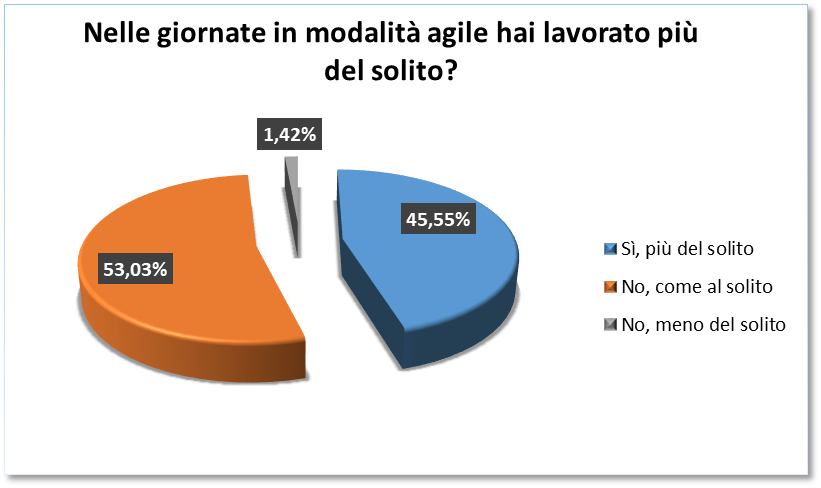 Nelle giornate in modalità agile hai lavorato più
del solito?
1,42%
45,55%
53,03%
Sì, più del solito
No, come al solito
No, meno del solito